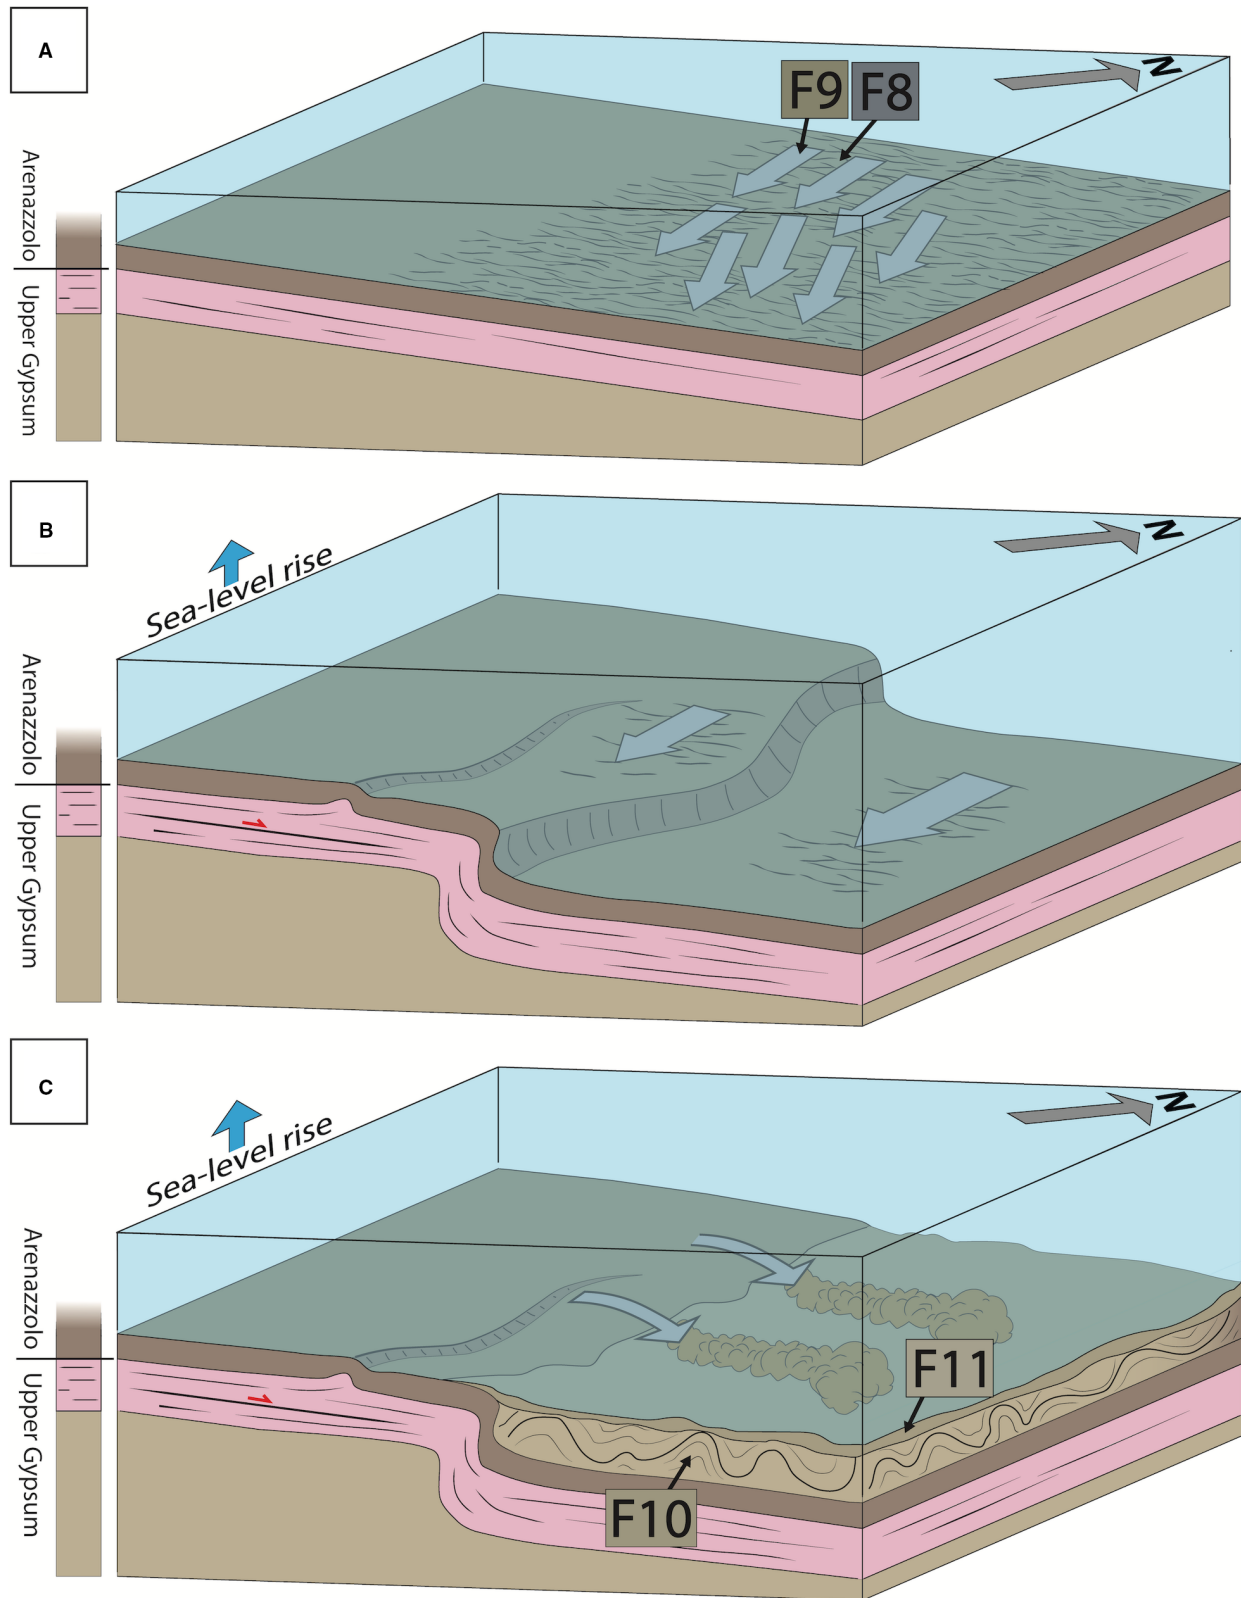 A
N
F9 F8
Arenazzolo
Upper Gypsum
B
N
Sea-level rise
Arenazzolo
Upper Gypsum
C
N
Sea-level rise
Arenazzolo
Upper Gypsum
F11
F10